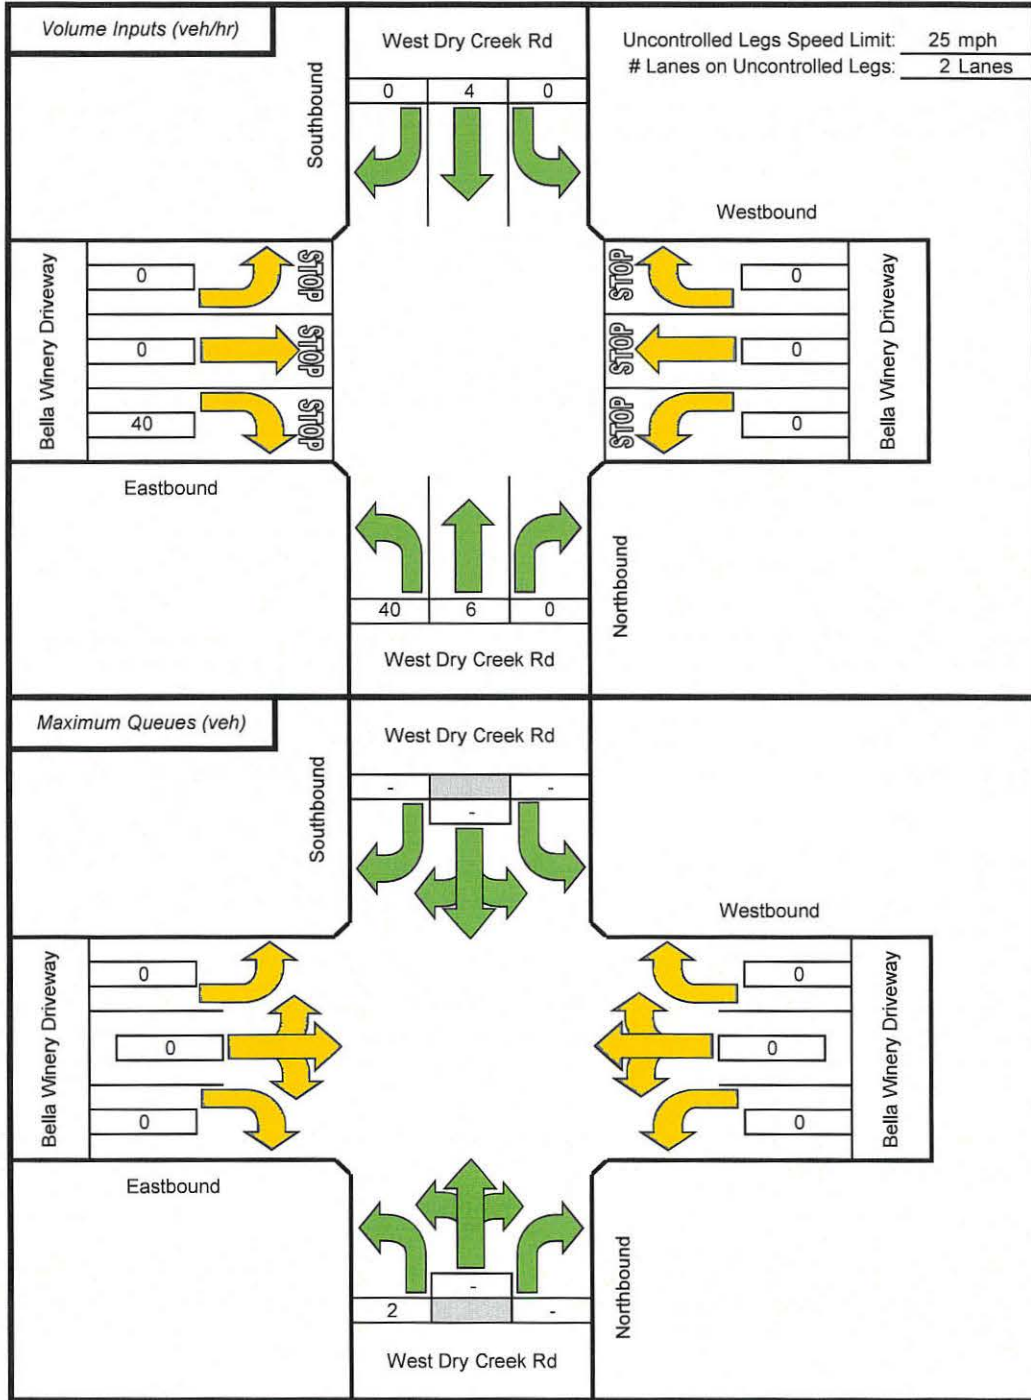 Volume Inputs (veh/hr)
West Dry Creek Rd
Uncontrolled Legs Speed Limit: 25 mph
# Lanes on Uncontrolled Legs: 2 Lanes
Southbound
0 4 0
Westbound
Bella Winery Driveway
0 STOP
0 STOP
40 STOP
STOP 0
STOP 0
STOP 0
Bella Winery Driveway
Eastbound
Northbound
40 6 0
West Dry Creek Rd
Maximum Queues (veh)
West Dry Creek Rd
Southbound
- -
-
Westbound
Bella Winery Driveway
0
0
0
0
0
0
Bella Winery Driveway
Eastbound
Northbound
-
2 -
West Dry Creek Rd